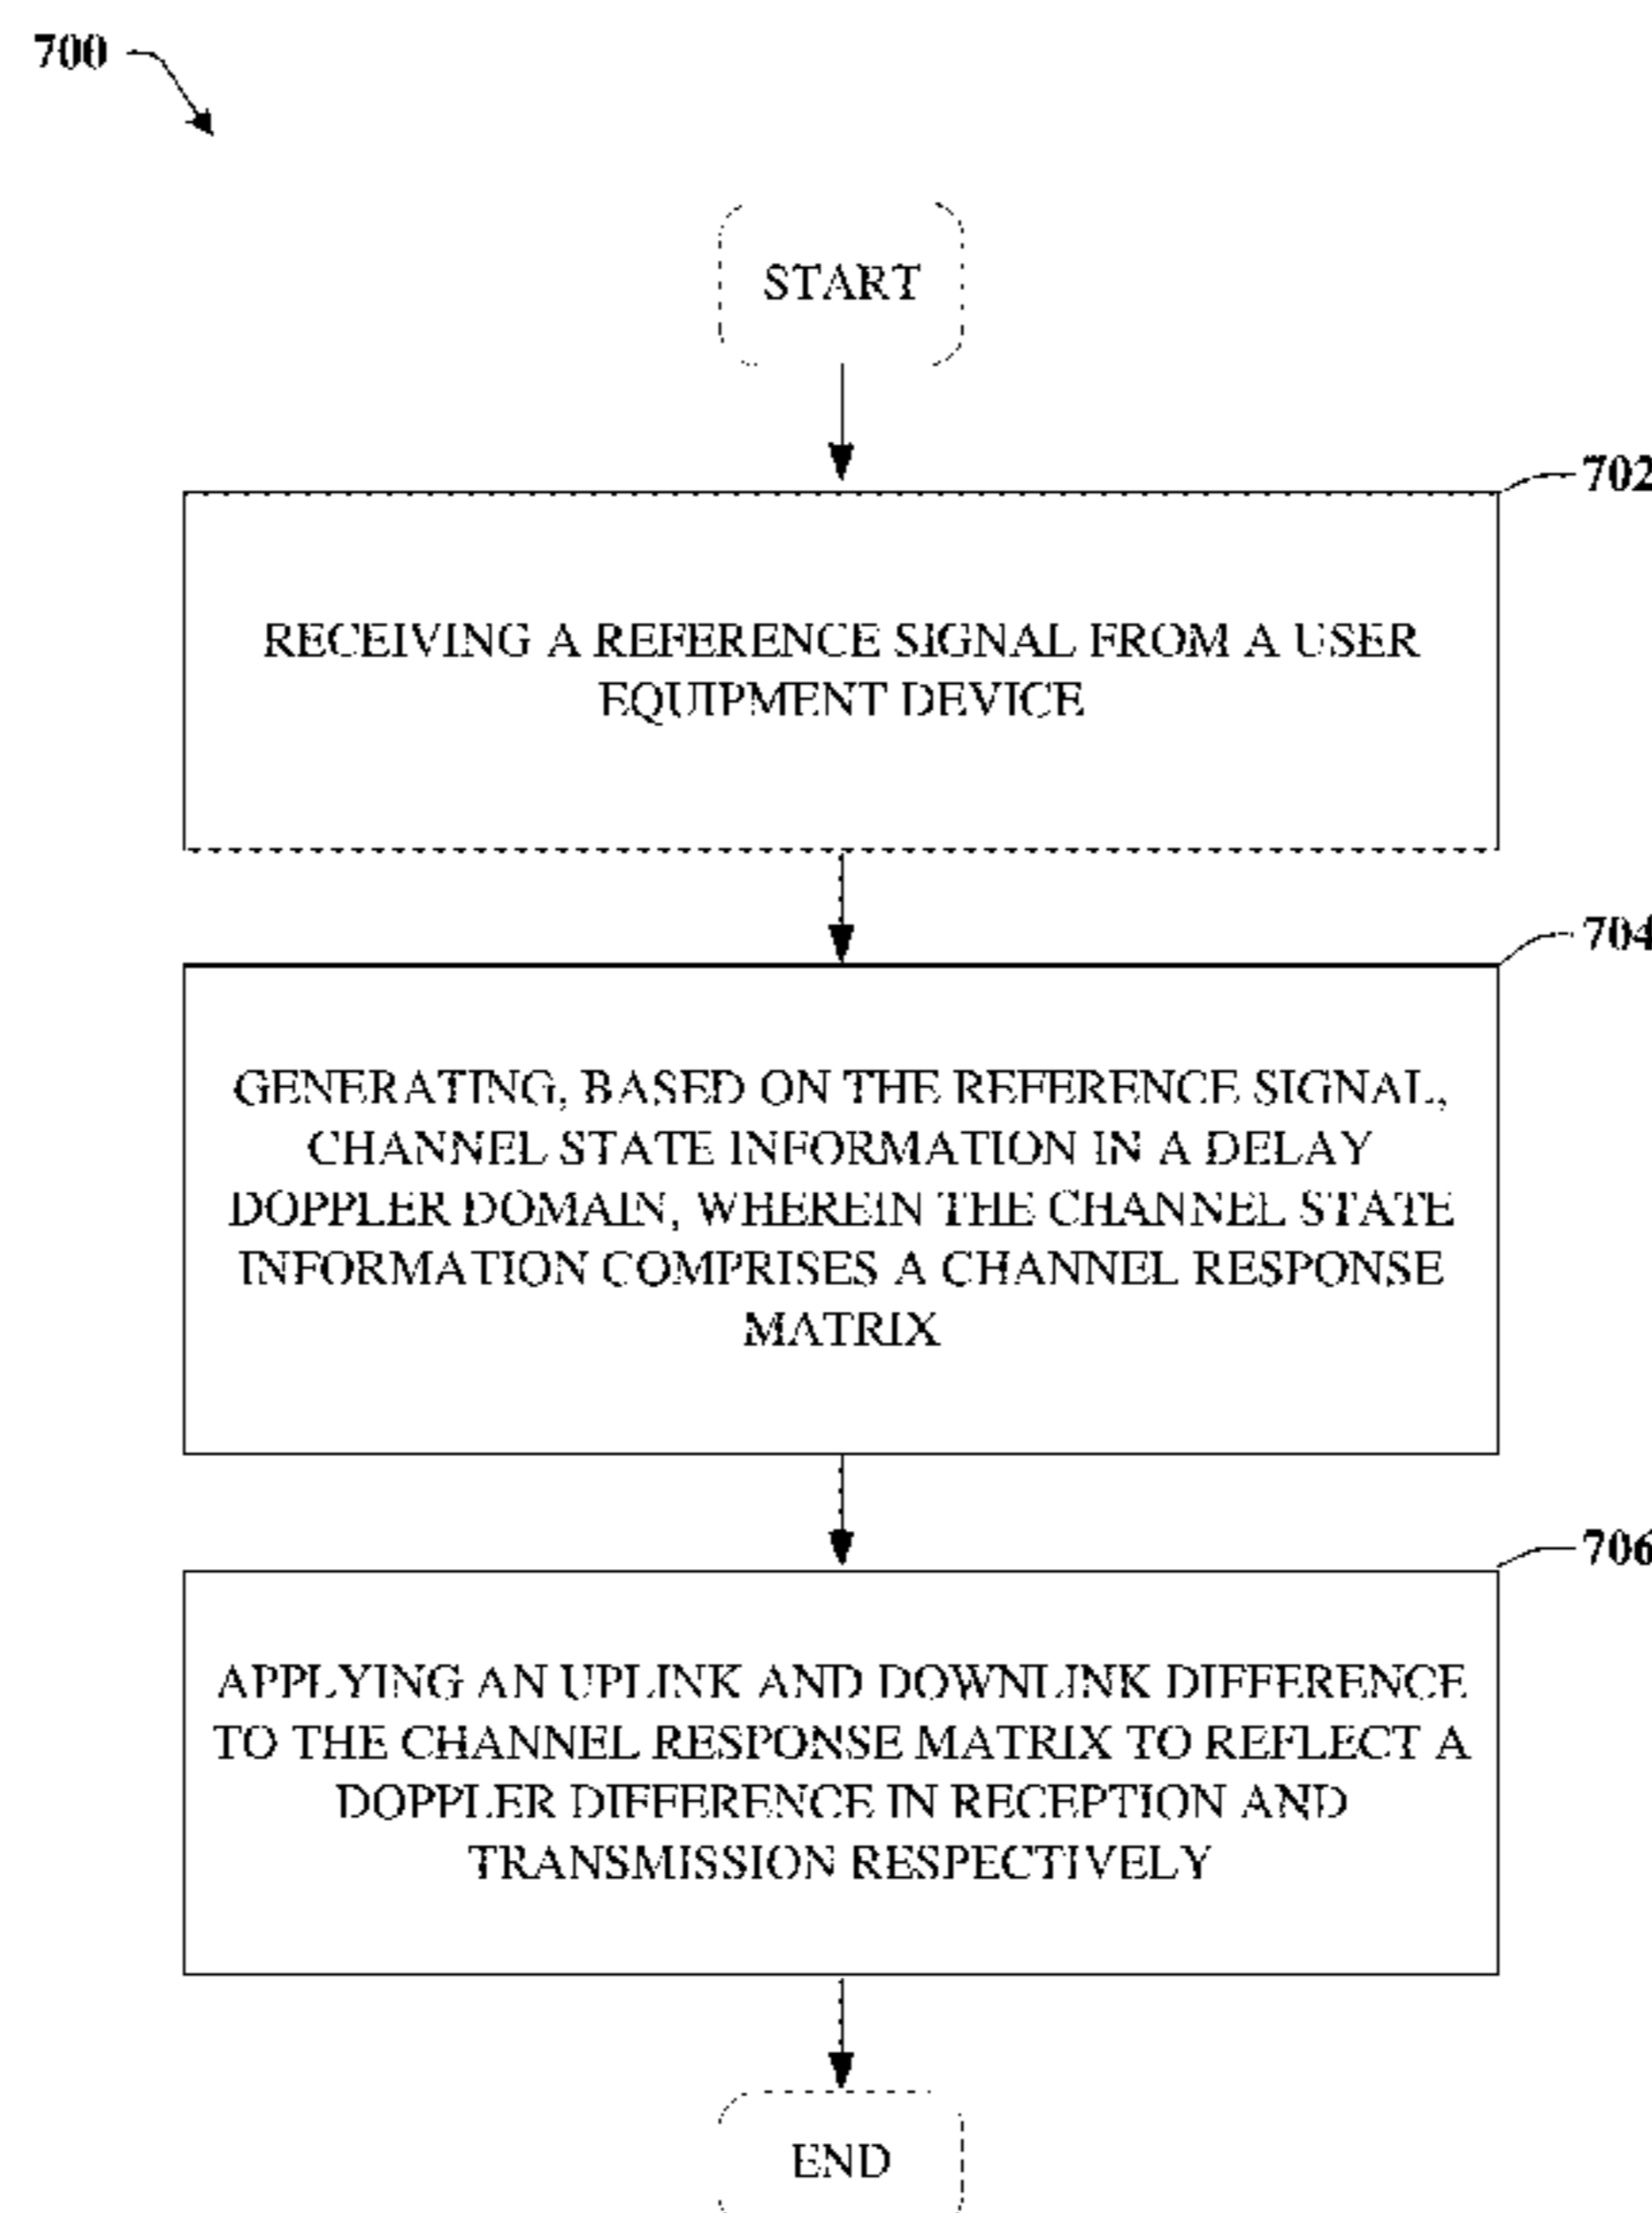 700
START
702
RECEIVING A REFERENCE SIGNAL FROM A USER
EQUIPMENT DEVICE
704
GENERATING, BASED ON THE REFERENCE SIGNAL,
CHANNEL STATE INFORMATION IN A DELAY
DOPPLER DOMAIN, WHEREIN THE CHANNEL STATE
INFORMATION COMPRISES A CHANNEL RESPONSE
MATRIX
706
APPLYING AN UPLINK AND DOWNLINK DIFFERENCE
TO THE CHANNEL RESPONSE MATRIX TO REFLECT A
DOPPLER DIFFERENCE IN RECEPTION AND
TRANSMISSION RESPECTIVELY
END